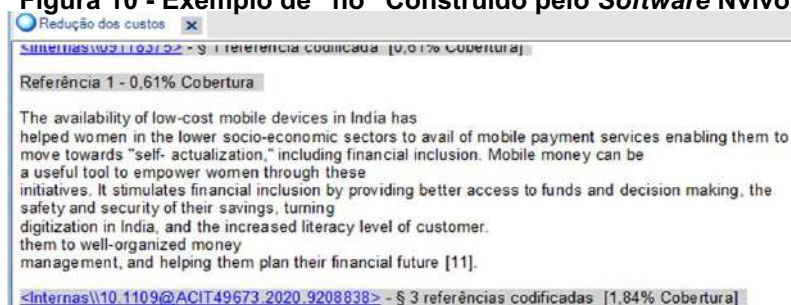 Figura 10 - Exemplo de "nó" Construído pelo Software Nvivo
Redução dos custos
<Internas\\09118375> - § 1 referência codificada [0,61% Cobertura]
Referência 1 - 0,61% Cobertura
The availability of low-cost mobile devices in India has
helped women in the lower socio-economic sectors to avail of mobile payment services enabling them to
move towards "self- actualization," including financial inclusion. Mobile money can be
a useful tool to empower women through these
initiatives. It stimulates financial inclusion by providing better access to funds and decision making, the
safety and security of their savings, turning
digitization in India, and the increased literacy level of customer.
them to well-organized money
management, and helping them plan their financial future [11].
<Internas\\10.1109@ACIT49673.2020.9208838> - § 3 referências codificadas [1,84% Cobertura]